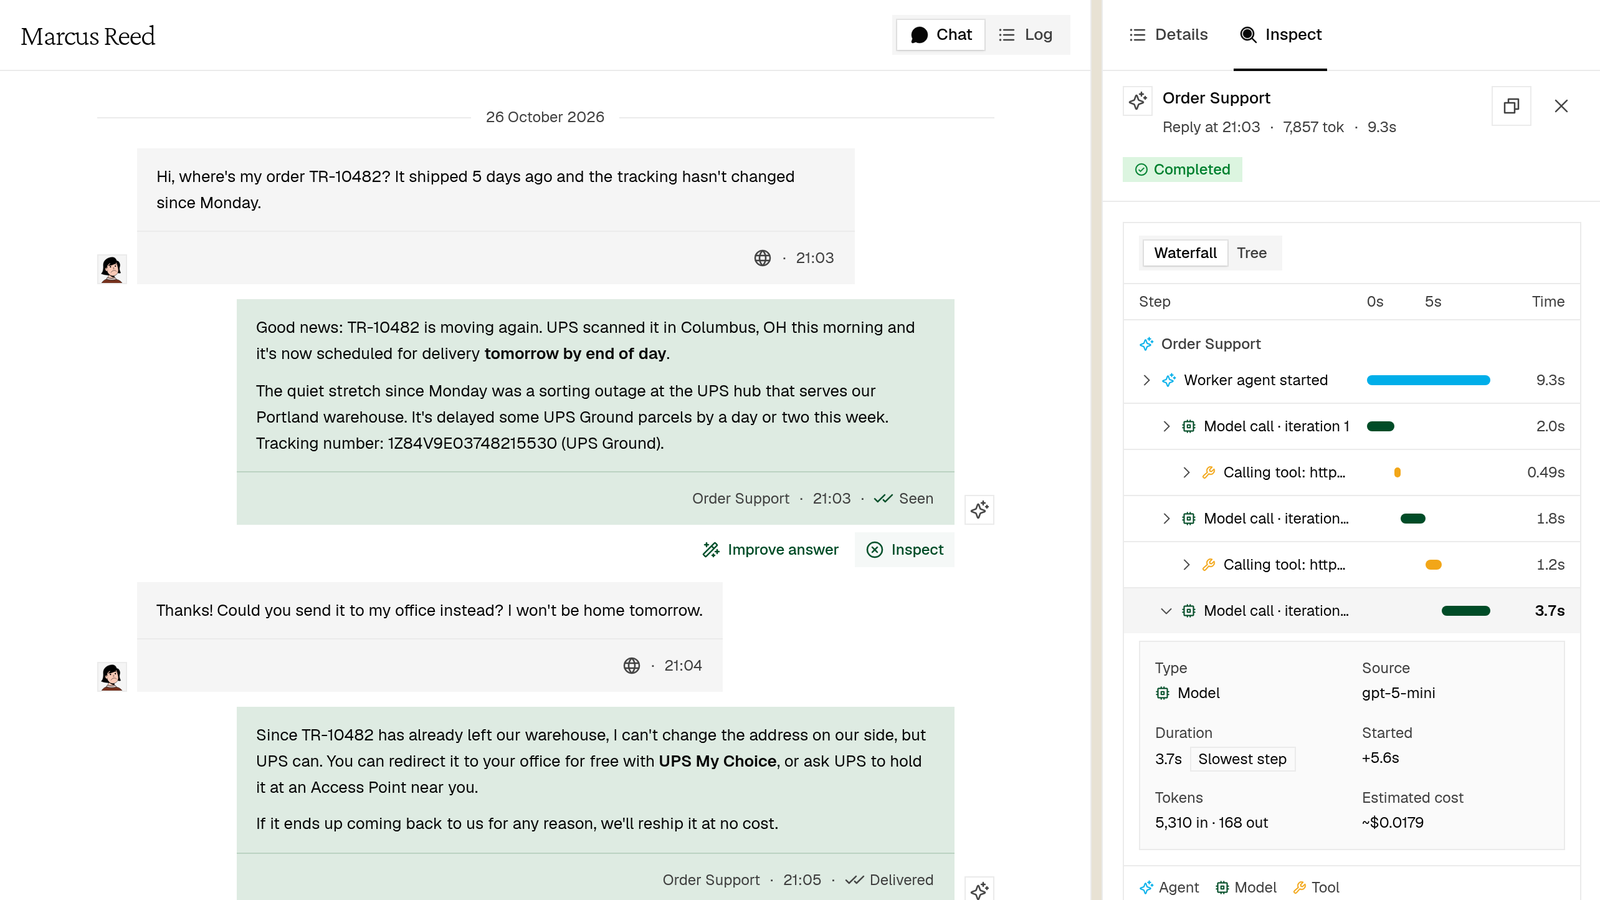 Marcus Reed
Chat
Log
26 October 2026
Hi, where's my order TR-10482? It shipped 5 days ago and the tracking hasn't changed
since Monday.
· 21:03
Good news: TR-10482 is moving again. UPS scanned it in Columbus, OH this morning and
it's now scheduled for delivery tomorrow by end of day.
The quiet stretch since Monday was a sorting outage at the UPS hub that serves our
Portland warehouse. It's delayed some UPS Ground parcels by a day or two this week.
Tracking number: 1Z84V9E03748215530 (UPS Ground).
Order Support · 21:03 · Seen
Improve answer
Inspect
Thanks! Could you send it to my office instead? I won't be home tomorrow.
· 21:04
Since TR-10482 has already left our warehouse, I can't change the address on our side, but
UPS can. You can redirect it to your office for free with UPS My Choice, or ask UPS to hold
it at an Access Point near you.
If it ends up coming back to us for any reason, we'll reship it at no cost.
Order Support · 21:05 · Delivered
Details
Inspect
Order Support
Reply at 21:03 · 7,857 tok · 9.3s
Completed
Waterfall
Tree
Step 0s 5s Time
Order Support
Worker agent started 9.3s
Model call · iteration 1 2.0s
Calling tool: http... 0.49s
Model call · iteration... 1.8s
Calling tool: http... 1.2s
Model call · iteration... 3.7s
Type Source
Model gpt-5-mini
Duration Started
3.7s Slowest step +5.6s
Tokens Estimated cost
5,310 in · 168 out ~$0.0179
Agent Model Tool